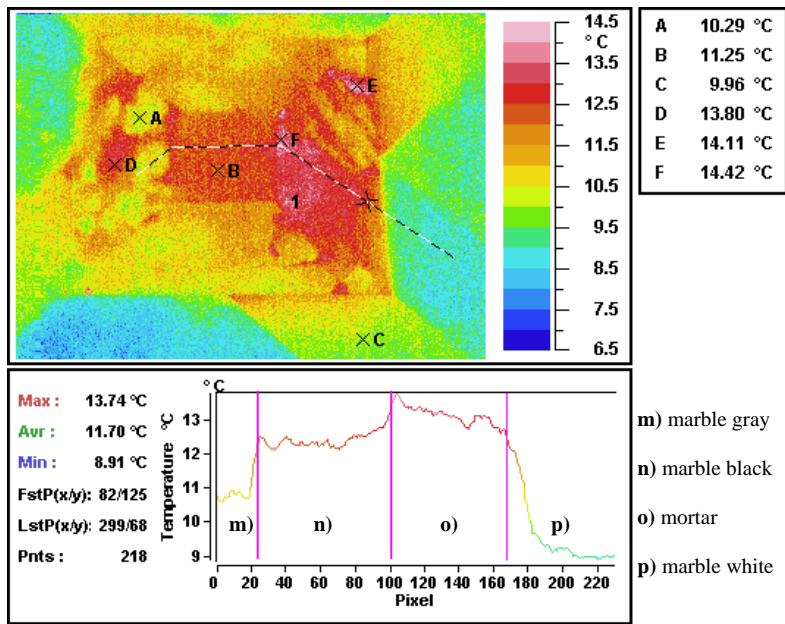 14.5
° C
13.5
12.5
11.5
10.5
9.5
8.5
7.5
6.5
A
E
F
D
B
1
C
A 10.29 °C
B 11.25 °C
C 9.96 °C
D 13.80 °C
E 14.11 °C
F 14.42 °C
Max : 13.74 °C
Avr : 11.70 °C
Min : 8.91 °C
FstP(x/y): 82/125
LstP(x/y): 299/68
Pnts : 218
° C
Temperature °C
13
12
11
10
9
m) n) o) p)
0 20 40 60 80 100 120 140 160 180 200 220
Pixel
m) marble gray
n) marble black
o) mortar
p) marble white